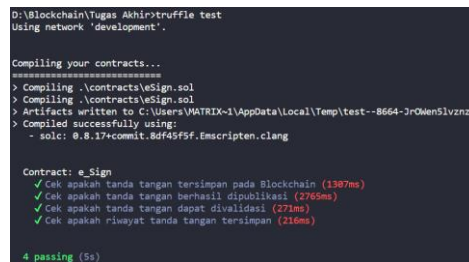 D:\Blockchain\Tugas Akhir>truffle test
Using network 'development'.
Compiling your contracts...
===========================
> Compiling .\contracts\eSign.sol
> Compiling .\contracts\eSign.sol
> Artifacts written to C:\Users\MATRIX~1\AppData\Local\Temp\test--8664-JrOWen5lvznz
> Compiled successfully using:
- solc: 0.8.17+commit.8df45f5f.Emscripten.clang
Contract: e_Sign
✓ Cek apakah tanda tangan tersimpan pada Blockchain (1307ms)
✓ Cek apakah tanda tangan berhasil dipublikasi (2765ms)
✓ Cek apakah tanda tangan dapat divalidasi (271ms)
✓ Cek apakah riwayat tanda tangan tersimpan (216ms)
4 passing (5s)